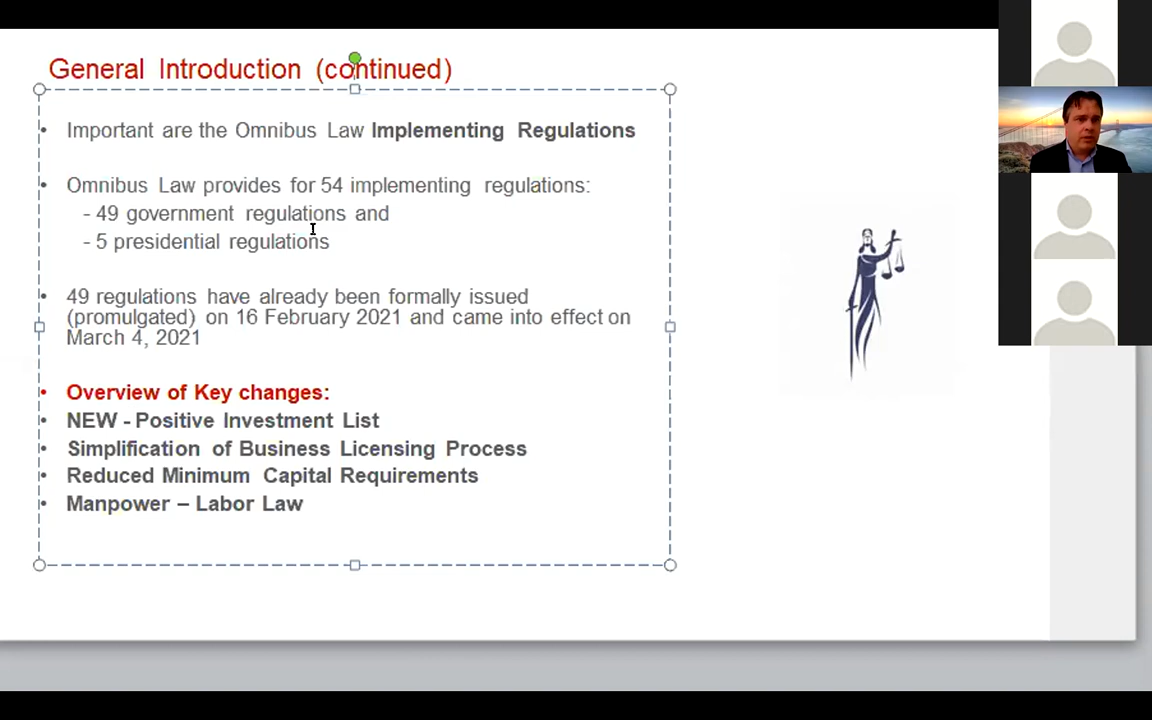 General Introduction (continued)
• Important are the Omnibus Law Implementing Regulations
• Omnibus Law provides for 54 implementing regulations:
- 49 government regulations and
- 5 presidential regulations
• 49 regulations have already been formally issued
(promulgated) on 16 February 2021 and came into effect on
March 4, 2021
• Overview of Key changes:
• NEW - Positive Investment List
• Simplification of Business Licensing Process
• Reduced Minimum Capital Requirements
• Manpower – Labor Law